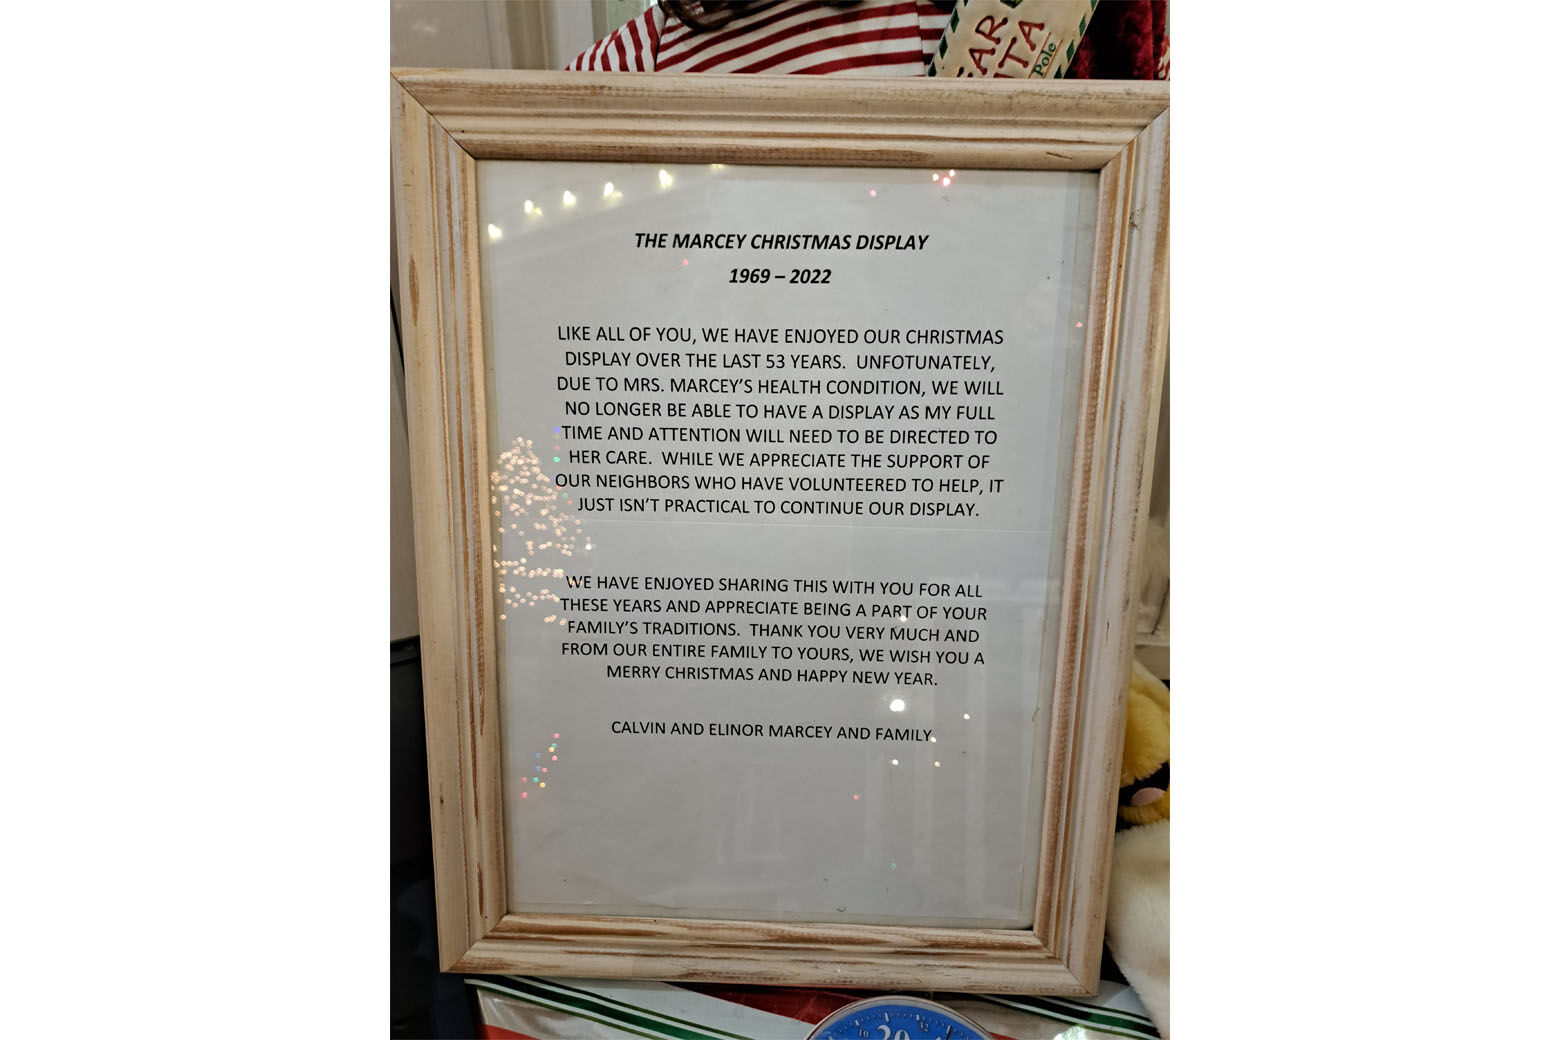 AR
TA
Pole
THE MARCEY CHRISTMAS DISPLAY
1969 – 2022
LIKE ALL OF YOU, WE HAVE ENJOYED OUR CHRISTMAS
DISPLAY OVER THE LAST 53 YEARS. UNFOTUNATELY,
DUE TO MRS. MARCEY'S HEALTH CONDITION, WE WILL
NO LONGER BE ABLE TO HAVE A DISPLAY AS MY FULL
TIME AND ATTENTION WILL NEED TO BE DIRECTED TO
HER CARE. WHILE WE APPRECIATE THE SUPPORT OF
OUR NEIGHBORS WHO HAVE VOLUNTEERED TO HELP, IT
JUST ISN'T PRACTICAL TO CONTINUE OUR DISPLAY.
WE HAVE ENJOYED SHARING THIS WITH YOU FOR ALL
THESE YEARS AND APPRECIATE BEING A PART OF YOUR
FAMILY'S TRADITIONS. THANK YOU VERY MUCH AND
FROM OUR ENTIRE FAMILY TO YOURS, WE WISH YOU A
MERRY CHRISTMAS AND HAPPY NEW YEAR.
CALVIN AND ELINOR MARCEY AND FAMILY
10 20 32